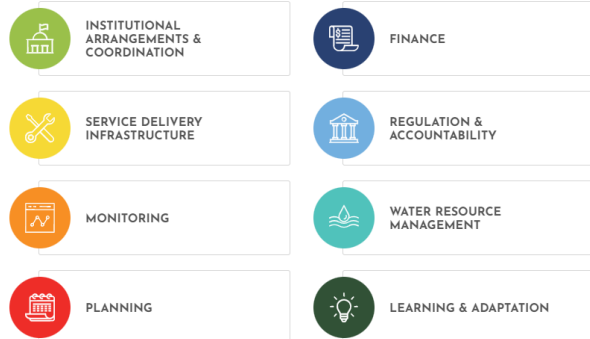 INSTITUTIONAL
ARRANGEMENTS &
COORDINATION
FINANCE
SERVICE DELIVERY
INFRASTRUCTURE
REGULATION &
ACCOUNTABILITY
MONITORING
WATER RESOURCE
MANAGEMENT
PLANNING
LEARNING & ADAPTATION